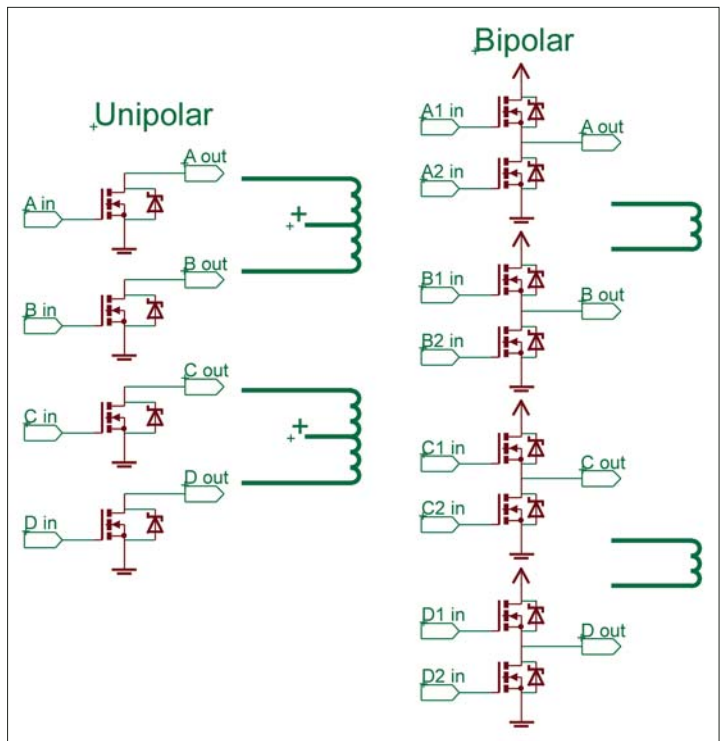 Unipolar
A out
A in
+
B out
B in
C out
C in
+
D out
D in
Bipolar
A1 in
A out
A2 in
B1 in
B out
B2 in
C1 in
C out
C2 in
D1 in
D out
D2 in